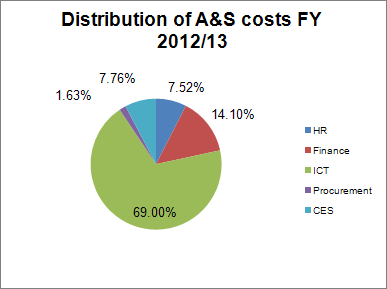 Distribution of A&S costs FY
2012/13
7.76%
7.52%
1.63%
14.10%
69.00%
HR
Finance
ICT
Procurement
CES